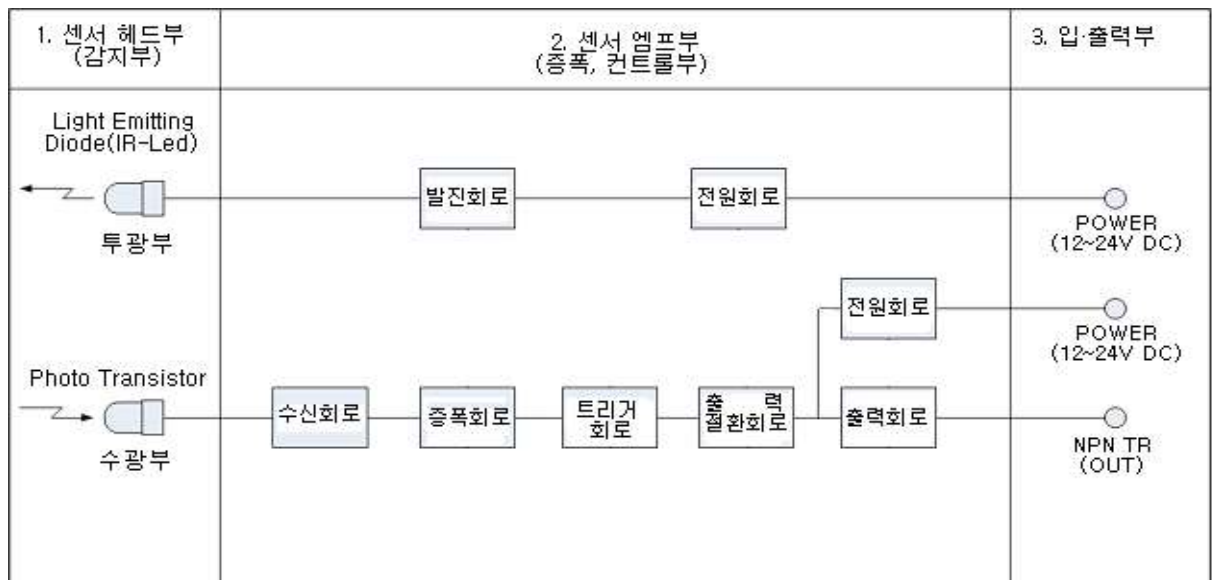 1. 센서 헤드부
(감지부)
2. 센서 엠프부
(증폭, 컨트롤부)
3. 입·출력부
Light Emitting
Diode(IR-Led)
투광부
발진회로
전원회로
POWER
(12~24V DC)
전원회로
POWER
(12~24V DC)
Photo Transistor
수광부
수신회로
증폭회로
트리거
회로
출 력
절환회로
출력회로
NPN TR
(OUT)